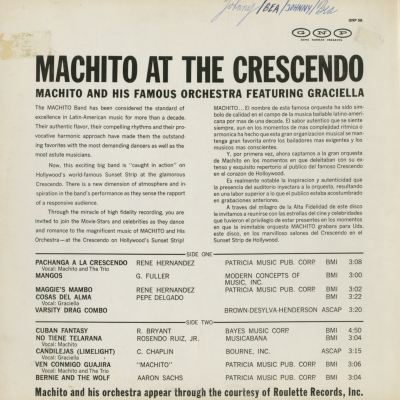 Johnny / BEA / JOHNNY / Bea
GNP 58
GNP
MACHITO AT THE CRESCENDO
MACHITO AND HIS FAMOUS ORCHESTRA FEATURING GRACIELLA
The MACHITO Band has been considered the standard of
excellence in Latin-American music for more than a decade.
Their authentic flavor, their compelling rhythms and their pro-
vocative harmonic approach have made them the outstand-
ing favorites with the most demanding dancers as well as the
most astute musicians.
Now, this exciting big band is "caught in action" on
Hollywood's world-famous Sunset Strip at the glamorous
Crescendo. There is a new dimension of atmosphere and in-
spiration in the band's performance as they sense the rapport
of a responsive audience.
Through the miracle of high fidelity recording, you are
invited to join the Movie-Stars and celebrities as they dance
and romance to the magnificent music of MACHITO and his
Orchestra—at the Crescendo on Hollywood's Sunset Strip!
MACHITO....El nombre de esta famosa orquesta ha sido sim-
bolo de calidad en el campo de la musica bailable latino ameri-
cana por mas de una decada. El sabor autentico que se siente
siempre, aun en los momentos de mas complejidad ritmica o
armonica ha hecho que esta gran organizacion musical se man-
tenga gran favorita entre los bailadores mas exigentes y los
musicos mas conscientes.
Y, por primera vez, ahora captamos a la gran orquesta
de Machito en los momentos en que deleitaban con su ex-
tenso y exquisito repertorio al publico del famoso Crescendo
en el corazon de Hollywood.
Es realmente notable la inspiracion y autenticidad que
la presencia del auditorio injectara a la orquesta, resultando
en una labor superior a lo que el publico estaba acostumbrado
en grabaciones anteriores.
A traves del milagro de la Alta Fidelidad de este disco
le invitamos a reunirse con las estrellas del cine y celebridades
que tuvieron el privilegio de estar presentes en los momentos
en que la inimitable orquesta MACHITO grabara para Uds.
este disco, en los marvillosos salones del Crescendo en el
Sunset Strip de Hollywood.
SIDE ONE
PACHANGA A LA CRESCENDO RENE HERNANDEZ PATRICIA MUSIC PUB. CORP. BMI 3:08
Vocal: Machito and The Trio
MANGOS G. FULLER MODERN CONCEPTS OF MUSIC, INC. BMI 3:00
MAGGIE'S MAMBO RENE HERNANDEZ PATRICIA MUSIC PUB. CORP. BMI 3:02
COSAS DEL ALMA PEPE DELGADO BMI 3:22
Vocal: Graciella
VARSITY DRAG COMBO BROWN-DESYLVA-HENDERSON ASCAP 3:20
SIDE TWO
CUBAN FANTASY R. BRYANT BAYES MUSIC CORP. BMI 4:50
NO TIENE TELARANA ROSENDO RUIZ, JR. MUSICABANA BMI 3:04
Vocal: Machito
CANDILEJAS (LIMELIGHT) C. CHAPLIN BOURNE, INC. ASCAP 3:15
Vocal: Graciella
VEN CONMIGO GUAJIRA "MACHITO" PATRICIA MUSIC PUB. CORP. BMI 3:06
Vocal: Machito and Trio
BERNIE AND THE WOLF AARON SACHS PATRICIA MUSIC PUB. CORP. BMI 3:04
Machito and his orchestra appear through the courtesy of Roulette Records, Inc.